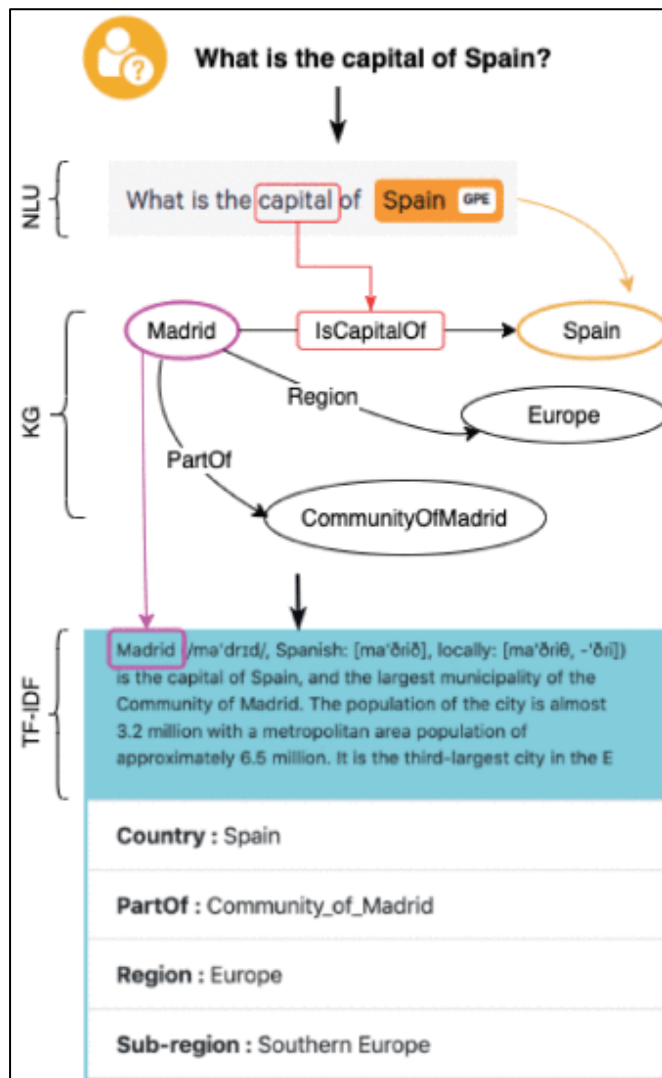 ?
What is the capital of Spain?
NLU
What is the capital of Spain GPE
KG
Madrid IsCapitalOf Spain
Region
Europe
PartOf
CommunityOfMadrid
TF-IDF
Madrid /məˈdrɪd/, Spanish: [maˈðɾið], locally: [maˈðɾiθ, -ˈðɾi])
is the capital of Spain, and the largest municipality of the
Community of Madrid. The population of the city is almost
3.2 million with a metropolitan area population of
approximately 6.5 million. It is the third-largest city in the E
Country : Spain
PartOf : Community_of_Madrid
Region : Europe
Sub-region : Southern Europe